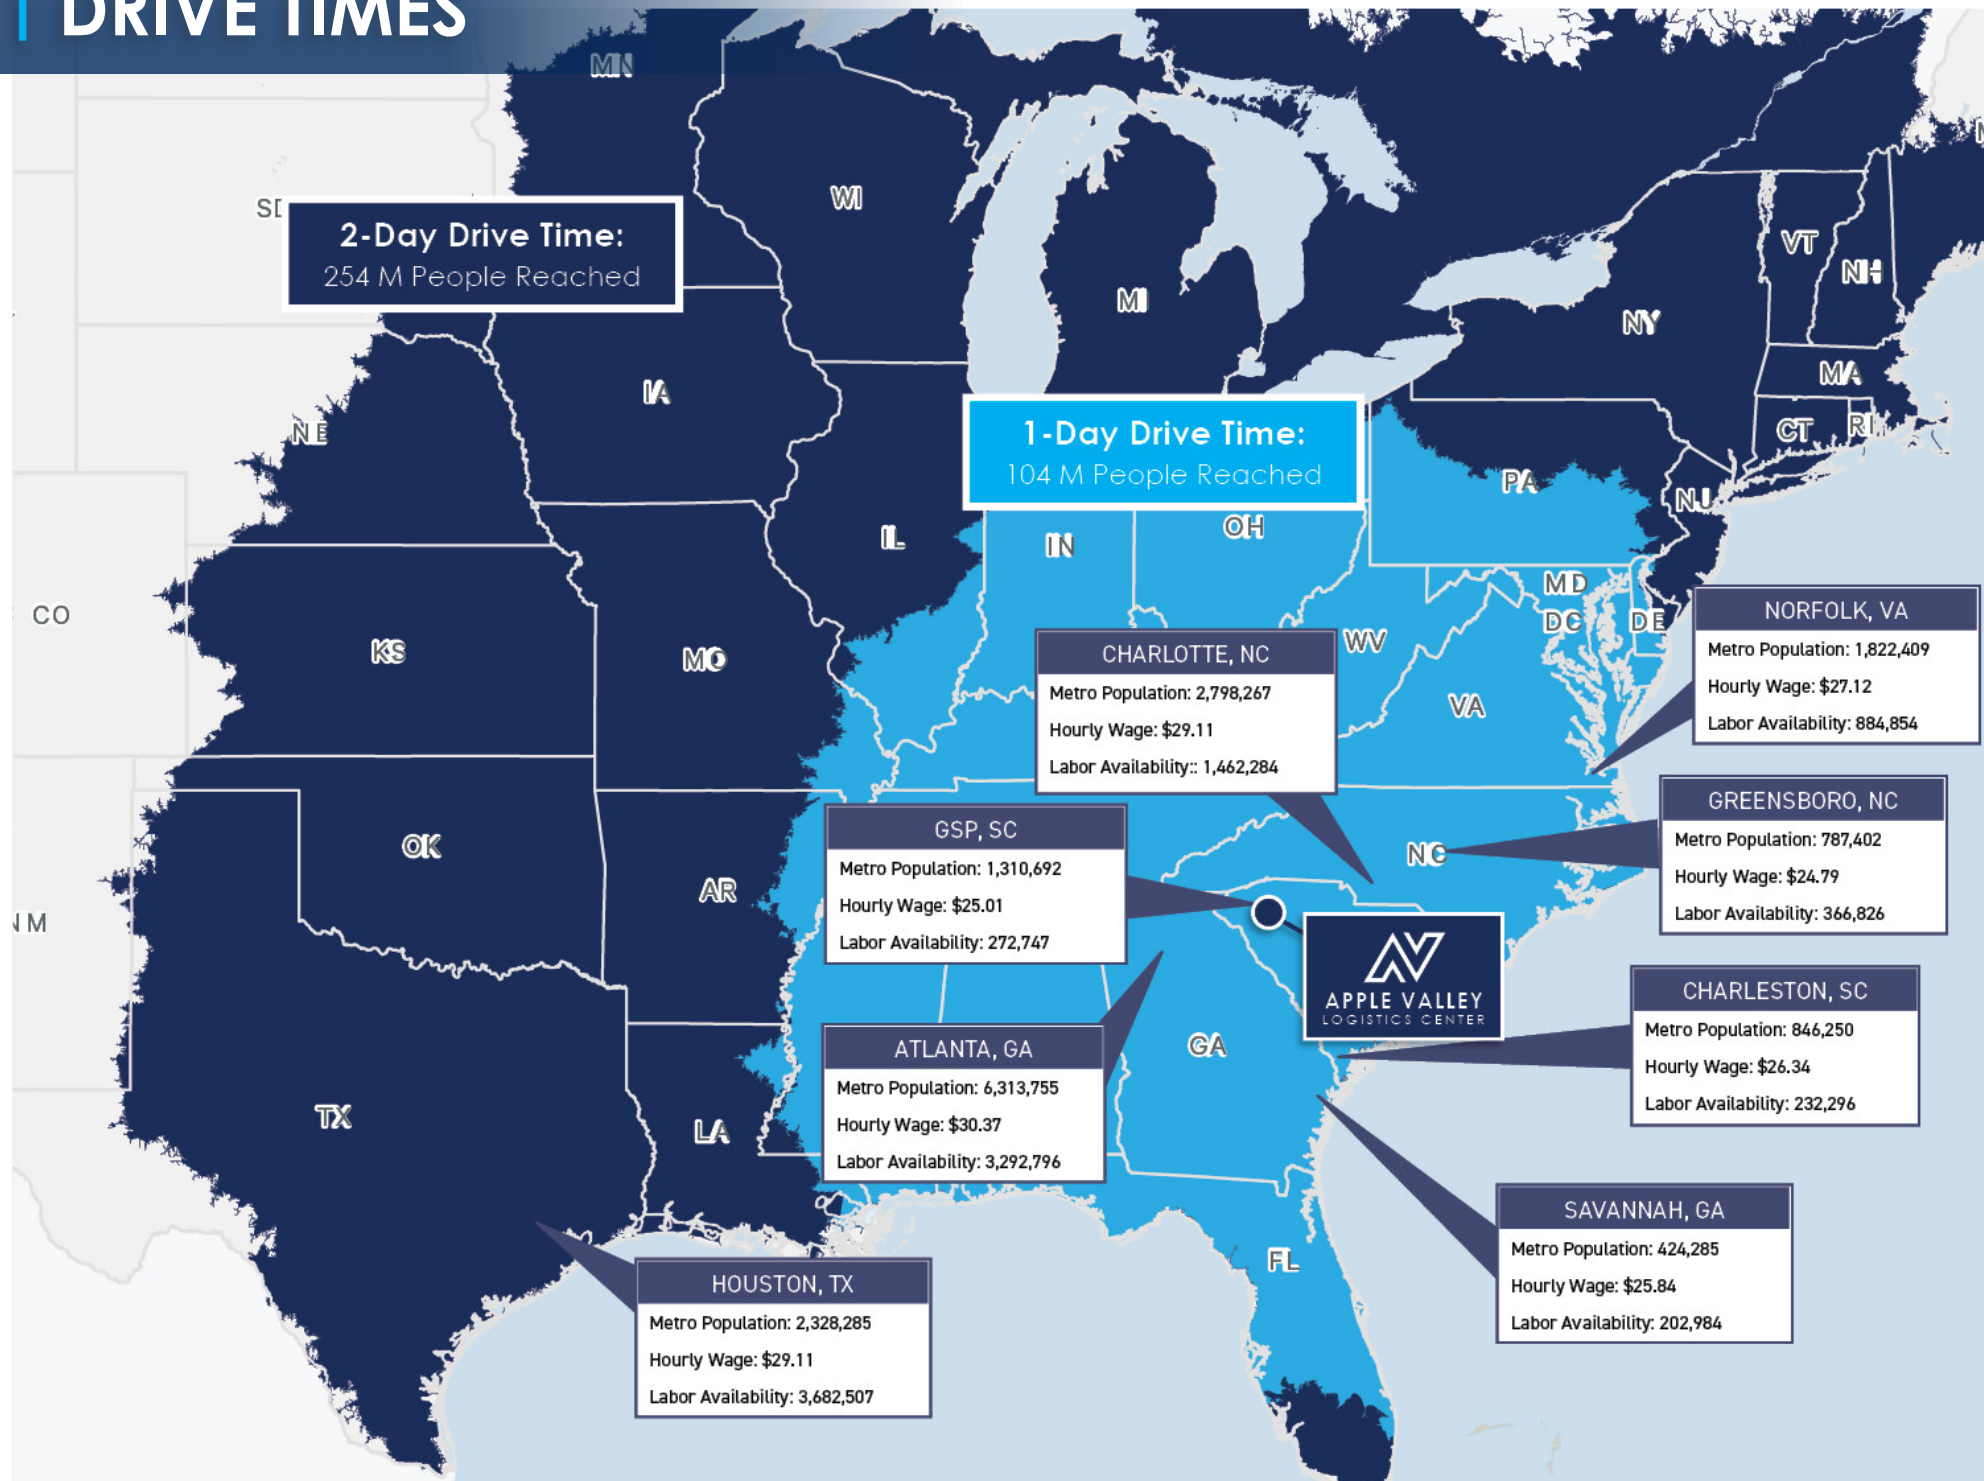 DRIVE TIMES
MN
SD
WI
2-Day Drive Time:
254 M People Reached
MI
VT
NH
NY
MA
CT
RI
IA
NE
1-Day Drive Time:
104 M People Reached
PA
NJ
IL
IN
OH
MD
DC
DE
CO
KS
MO
WV
VA
NORFOLK, VA
Metro Population: 1,822,409
Hourly Wage: $27.12
Labor Availability: 884,854
CHARLOTTE, NC
Metro Population: 2,798,267
Hourly Wage: $29.11
Labor Availability:: 1,462,284
GREENSBORO, NC
Metro Population: 787,402
Hourly Wage: $24.79
Labor Availability: 366,826
GSP, SC
Metro Population: 1,310,692
Hourly Wage: $25.01
Labor Availability: 272,747
OK
AR
NC
NM
APPLE VALLEY
LOGISTICS CENTER
CHARLESTON, SC
Metro Population: 846,250
Hourly Wage: $26.34
Labor Availability: 232,296
ATLANTA, GA
Metro Population: 6,313,755
Hourly Wage: $30.37
Labor Availability: 3,292,796
GA
TX
LA
SAVANNAH, GA
Metro Population: 424,285
Hourly Wage: $25.84
Labor Availability: 202,984
FL
HOUSTON, TX
Metro Population: 2,328,285
Hourly Wage: $29.11
Labor Availability: 3,682,507